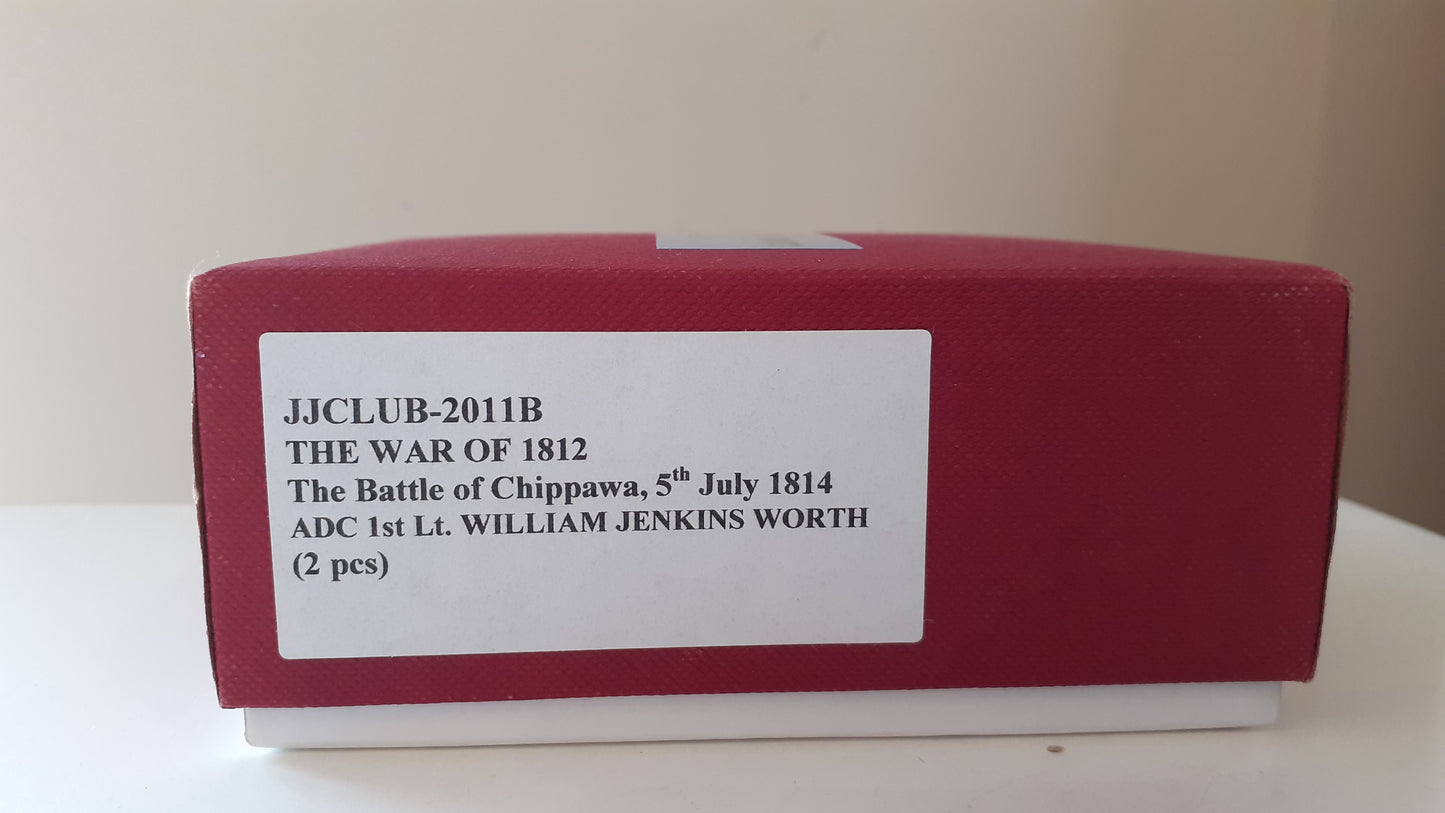 JJCLUB-2011B
THE WAR OF 1812
The Battle of Chippawa, 5th July 1814
ADC 1st Lt. WILLIAM JENKINS WORTH
(2 pcs)